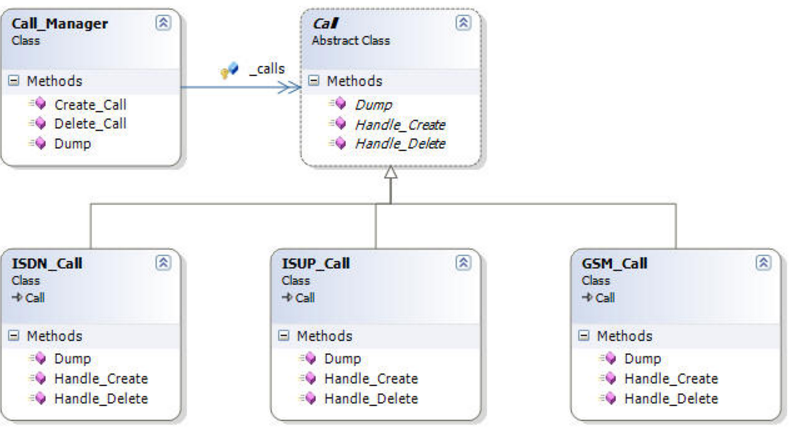 Call_Manager
Class
Methods
Create_Call
Delete_Call
Dump
_calls
Call
Abstract Class
Methods
Dump
Handle_Create
Handle_Delete
ISDN_Call
Class
Call
Methods
Dump
Handle_Create
Handle_Delete
ISUP_Call
Class
Call
Methods
Dump
Handle_Create
Handle_Delete
GSM_Call
Class
Call
Methods
Dump
Handle_Create
Handle_Delete